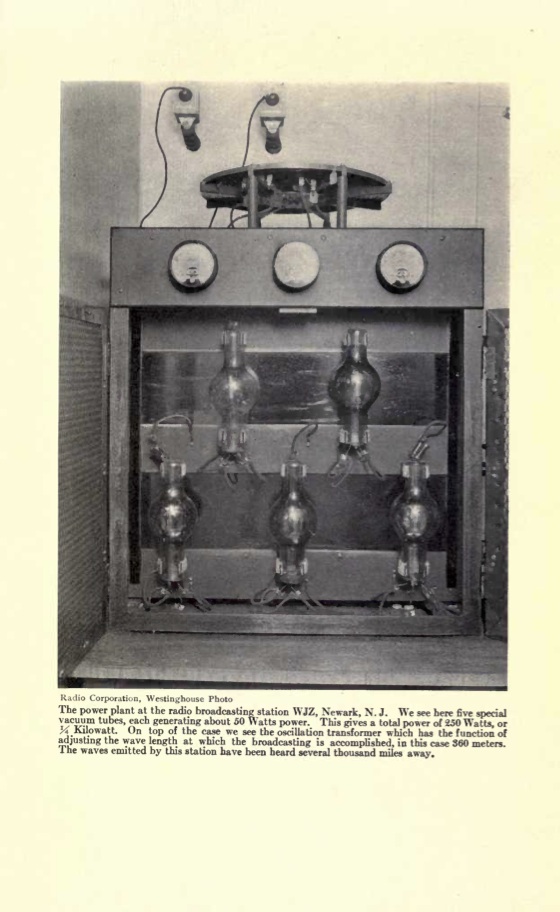 Radio Corporation, Westinghouse Photo
The power plant at the radio broadcasting station WJZ, Newark, N. J. We see here five special
vacuum tubes, each generating about 50 Watts power. This gives a total power of 250 Watts, or
¼ Kilowatt. On top of the case we see the oscillation transformer which has the function of
adjusting the wave length at which the broadcasting is accomplished, in this case 360 meters.
The waves emitted by this station have been heard several thousand miles away.